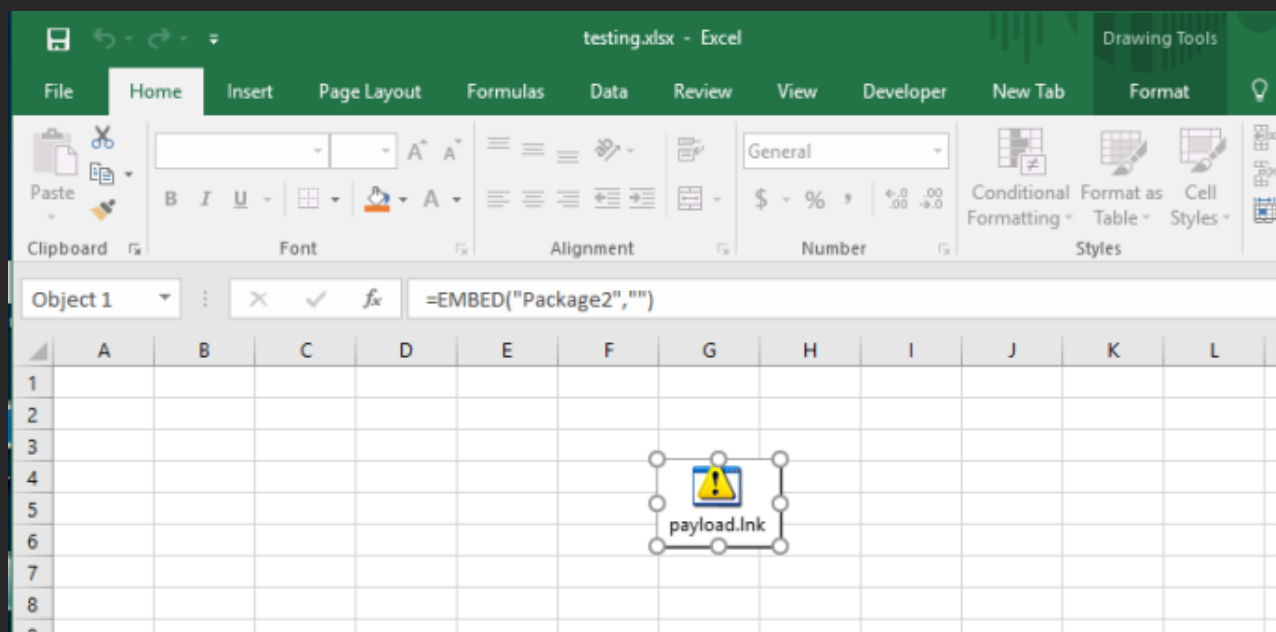 testing.xlsx - Excel
Drawing Tools
File Home Insert Page Layout Formulas Data Review View Developer New Tab Format
Paste
B I U A General
$ % ,
Conditional Formatting
Format as Table
Cell Styles
Clipboard Font Alignment Number Styles
Object 1 fx =EMBED("Package2","")
A B C D E F G H I J K L
1
2
3
4
5
payload.lnk
6
7
8